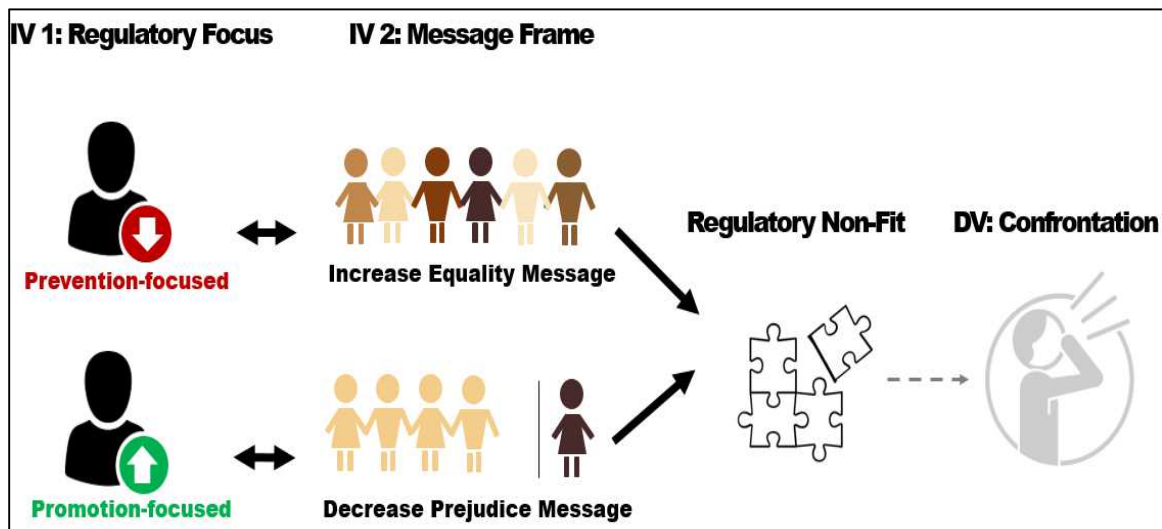 IV 1: Regulatory Focus
IV 2: Message Frame
Prevention-focused
Increase Equality Message
Regulatory Non-Fit
DV: Confrontation
Promotion-focused
Decrease Prejudice Message